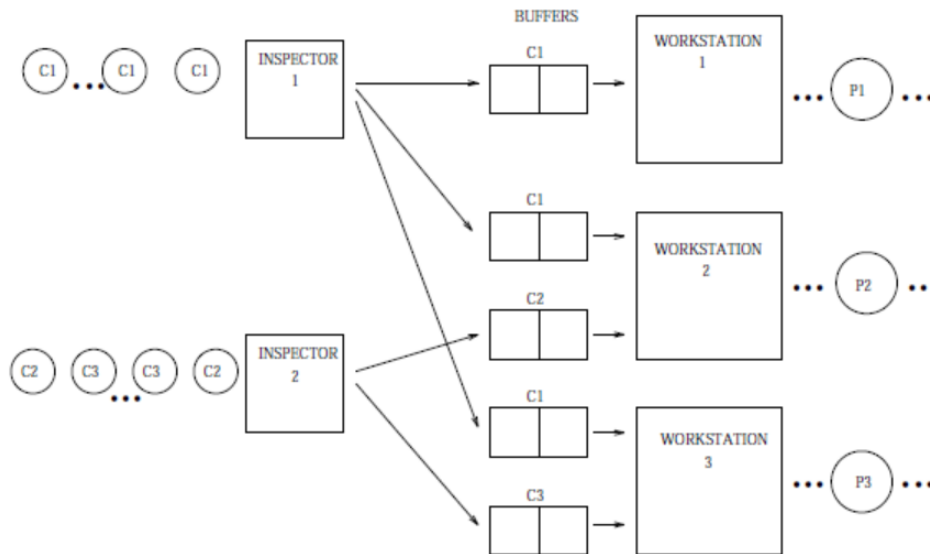 BUFFERS
C1 ... C1 C1
INSPECTOR
1
C1
WORKSTATION
1
... P1 ...
C1
WORKSTATION
2
... P2 ..
C2
C2 C3 ... C3 C2
INSPECTOR
2
C1
WORKSTATION
3
... P3 ...
C3